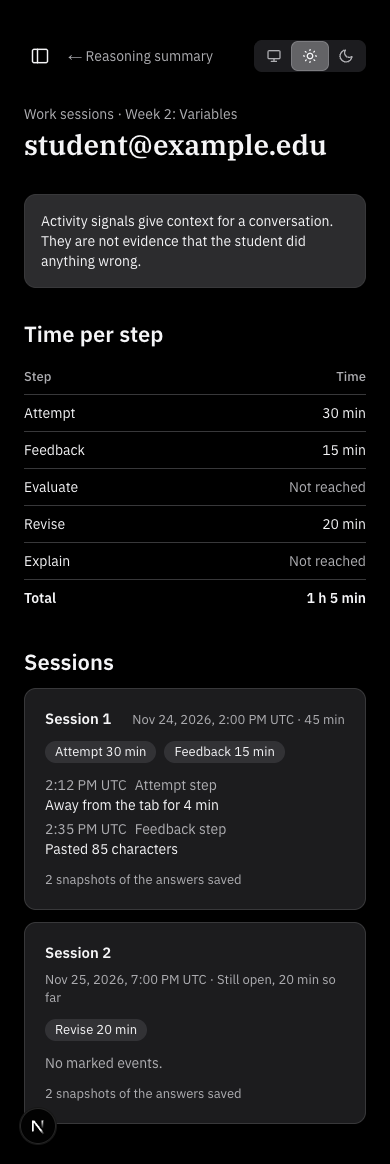 ← Reasoning summary
Work sessions · Week 2: Variables
student@example.edu
Activity signals give context for a conversation.
They are not evidence that the student did
anything wrong.
Time per step
Step Time
Attempt 30 min
Feedback 15 min
Evaluate Not reached
Revise 20 min
Explain Not reached
Total 1 h 5 min
Sessions
Session 1 Nov 24, 2026, 2:00 PM UTC · 45 min
Attempt 30 min Feedback 15 min
2:12 PM UTC Attempt step
Away from the tab for 4 min
2:35 PM UTC Feedback step
Pasted 85 characters
2 snapshots of the answers saved
Session 2
Nov 25, 2026, 7:00 PM UTC · Still open, 20 min so
far
Revise 20 min
No marked events.
2 snapshots of the answers saved
N